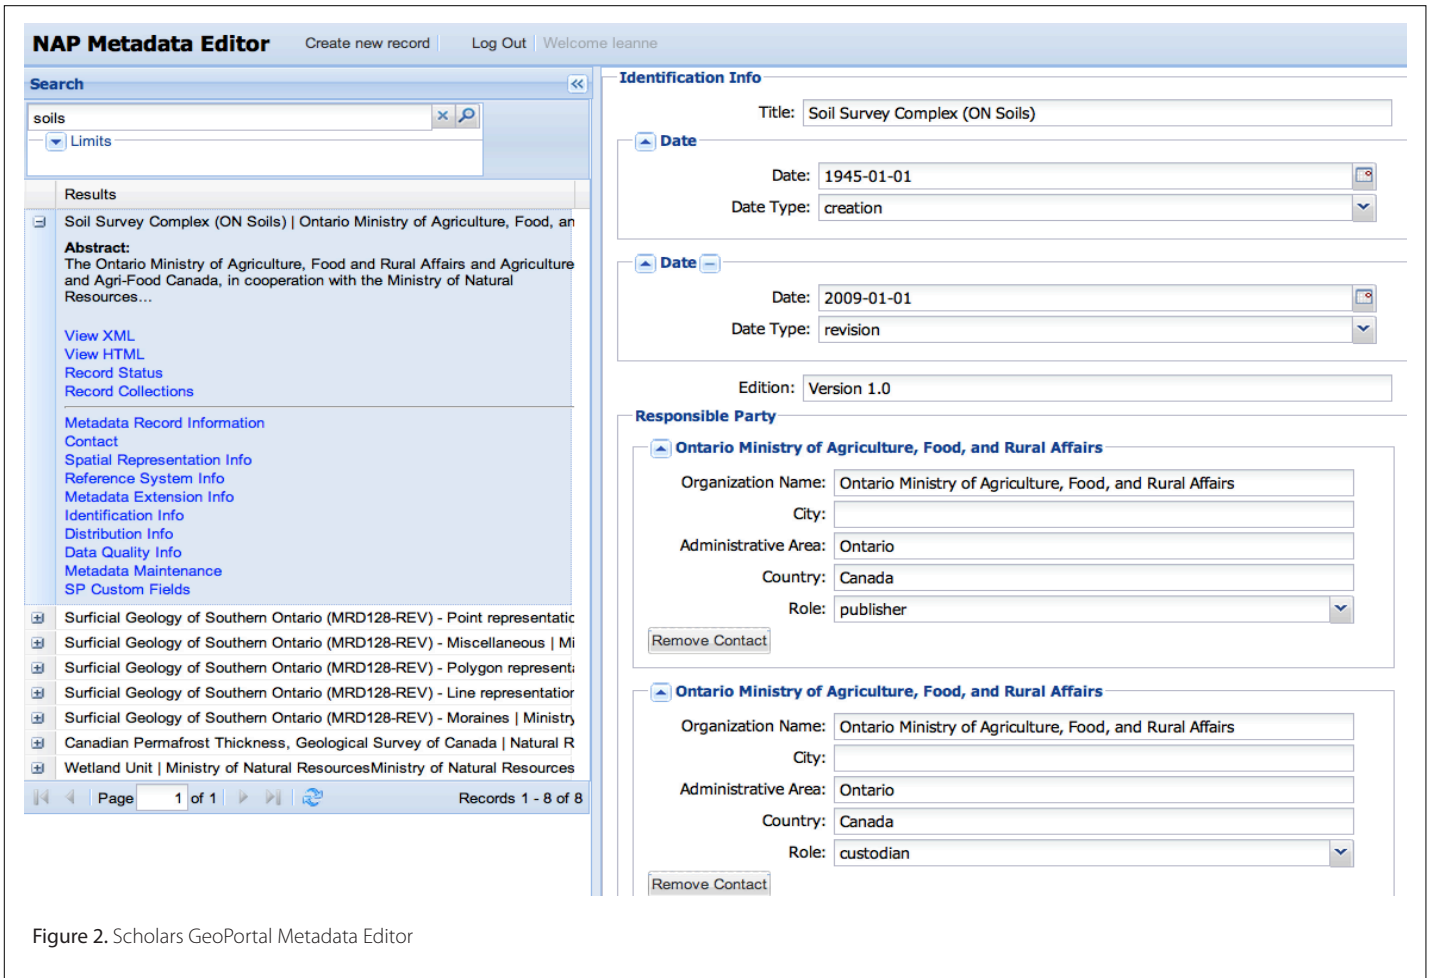 NAP Metadata Editor Create new record Log Out Welcome leanne
Search
soils
Limits
Results
Soil Survey Complex (ON Soils) | Ontario Ministry of Agriculture, Food, an
Abstract:
The Ontario Ministry of Agriculture, Food and Rural Affairs and Agriculture
and Agri-Food Canada, in cooperation with the Ministry of Natural
Resources...
View XML
View HTML
Record Status
Record Collections
Metadata Record Information
Contact
Spatial Representation Info
Reference System Info
Metadata Extension Info
Identification Info
Distribution Info
Data Quality Info
Metadata Maintenance
SP Custom Fields
Surficial Geology of Southern Ontario (MRD128-REV) - Point representatic
Surficial Geology of Southern Ontario (MRD128-REV) - Miscellaneous | Mi
Surficial Geology of Southern Ontario (MRD128-REV) - Polygon represent
Surficial Geology of Southern Ontario (MRD128-REV) - Line representation
Surficial Geology of Southern Ontario (MRD128-REV) - Moraines | Ministry
Canadian Permafrost Thickness, Geological Survey of Canada | Natural R
Wetland Unit | Ministry of Natural ResourcesMinistry of Natural Resources
Page 1 of 1 Records 1 - 8 of 8
Identification Info
Title: Soil Survey Complex (ON Soils)
Date
Date: 1945-01-01
Date Type: creation
Date
Date: 2009-01-01
Date Type: revision
Edition: Version 1.0
Responsible Party
Ontario Ministry of Agriculture, Food, and Rural Affairs
Organization Name: Ontario Ministry of Agriculture, Food, and Rural Affairs
City:
Administrative Area: Ontario
Country: Canada
Role: publisher
Remove Contact
Ontario Ministry of Agriculture, Food, and Rural Affairs
Organization Name: Ontario Ministry of Agriculture, Food, and Rural Affairs
City:
Administrative Area: Ontario
Country: Canada
Role: custodian
Remove Contact
Figure 2. Scholars GeoPortal Metadata Editor